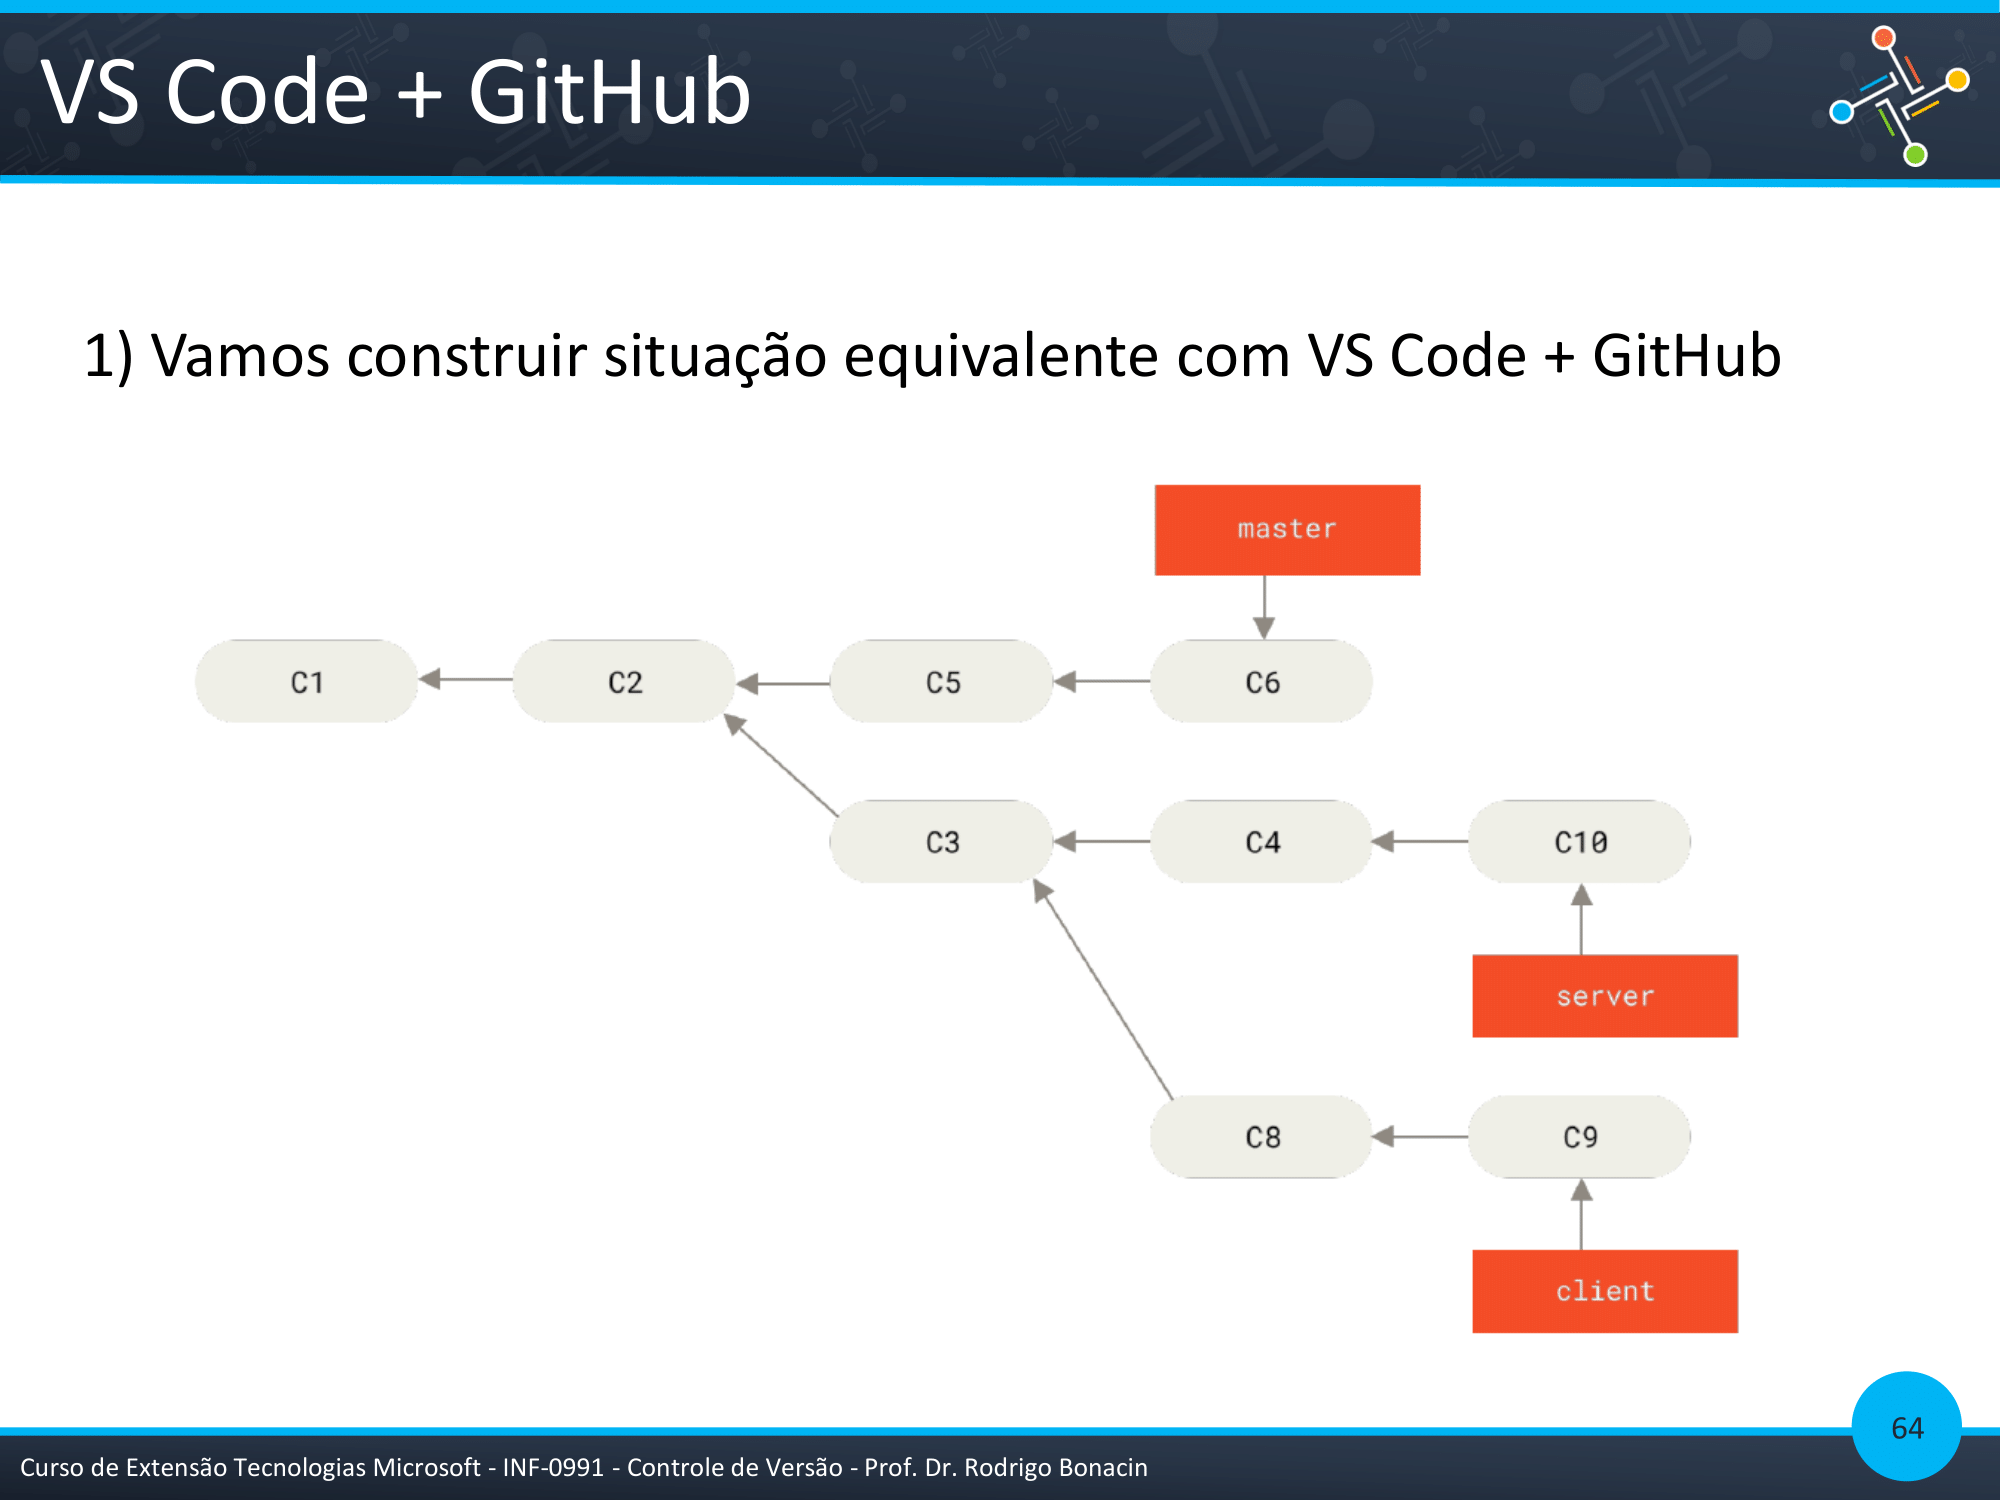 VS Code + GitHub
1) Vamos construir situação equivalente com VS Code + GitHub
master
C1
C2
C5
C6
C3
C4
C10
server
C8
C9
client
64
Curso de Extensão Tecnologias Microsoft - INF-0991 - Controle de Versão - Prof. Dr. Rodrigo Bonacin